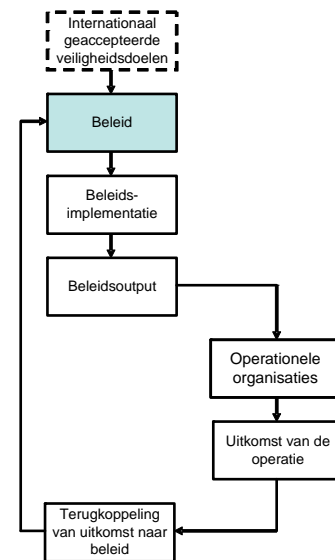 Internationaal
geaccepteerde
veiligheidsdoelen
Beleid
Beleids-
implementatie
Beleidsoutput
Operationele
organisaties
Uitkomst van de
operatie
Terugkoppeling
van uitkomst naar
beleid